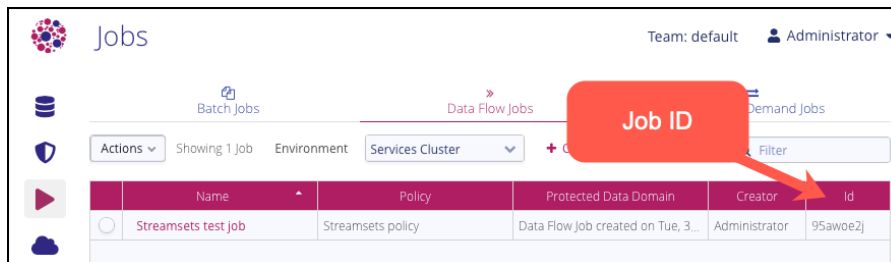 Jobs
Team: default
Administrator
Batch Jobs
Data Flow Jobs
Demand Jobs
Job ID
Actions
Showing 1 Job
Environment
Services Cluster
Filter
Name
Policy
Protected Data Domain
Creator
Id
Streamsets test job
Streamsets policy
Data Flow Job created on Tue, 3...
Administrator
95awoe2j